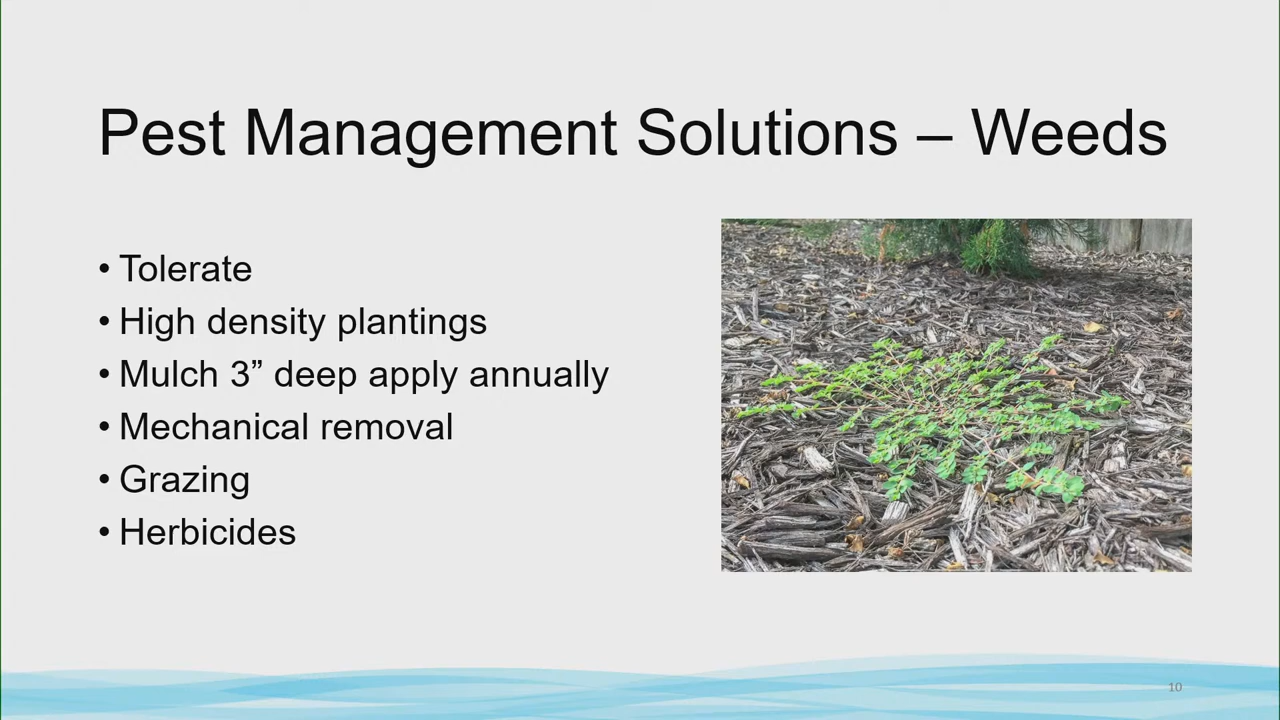 Pest Management Solutions – Weeds
• Tolerate
• High density plantings
• Mulch 3” deep apply annually
• Mechanical removal
• Grazing
• Herbicides
10